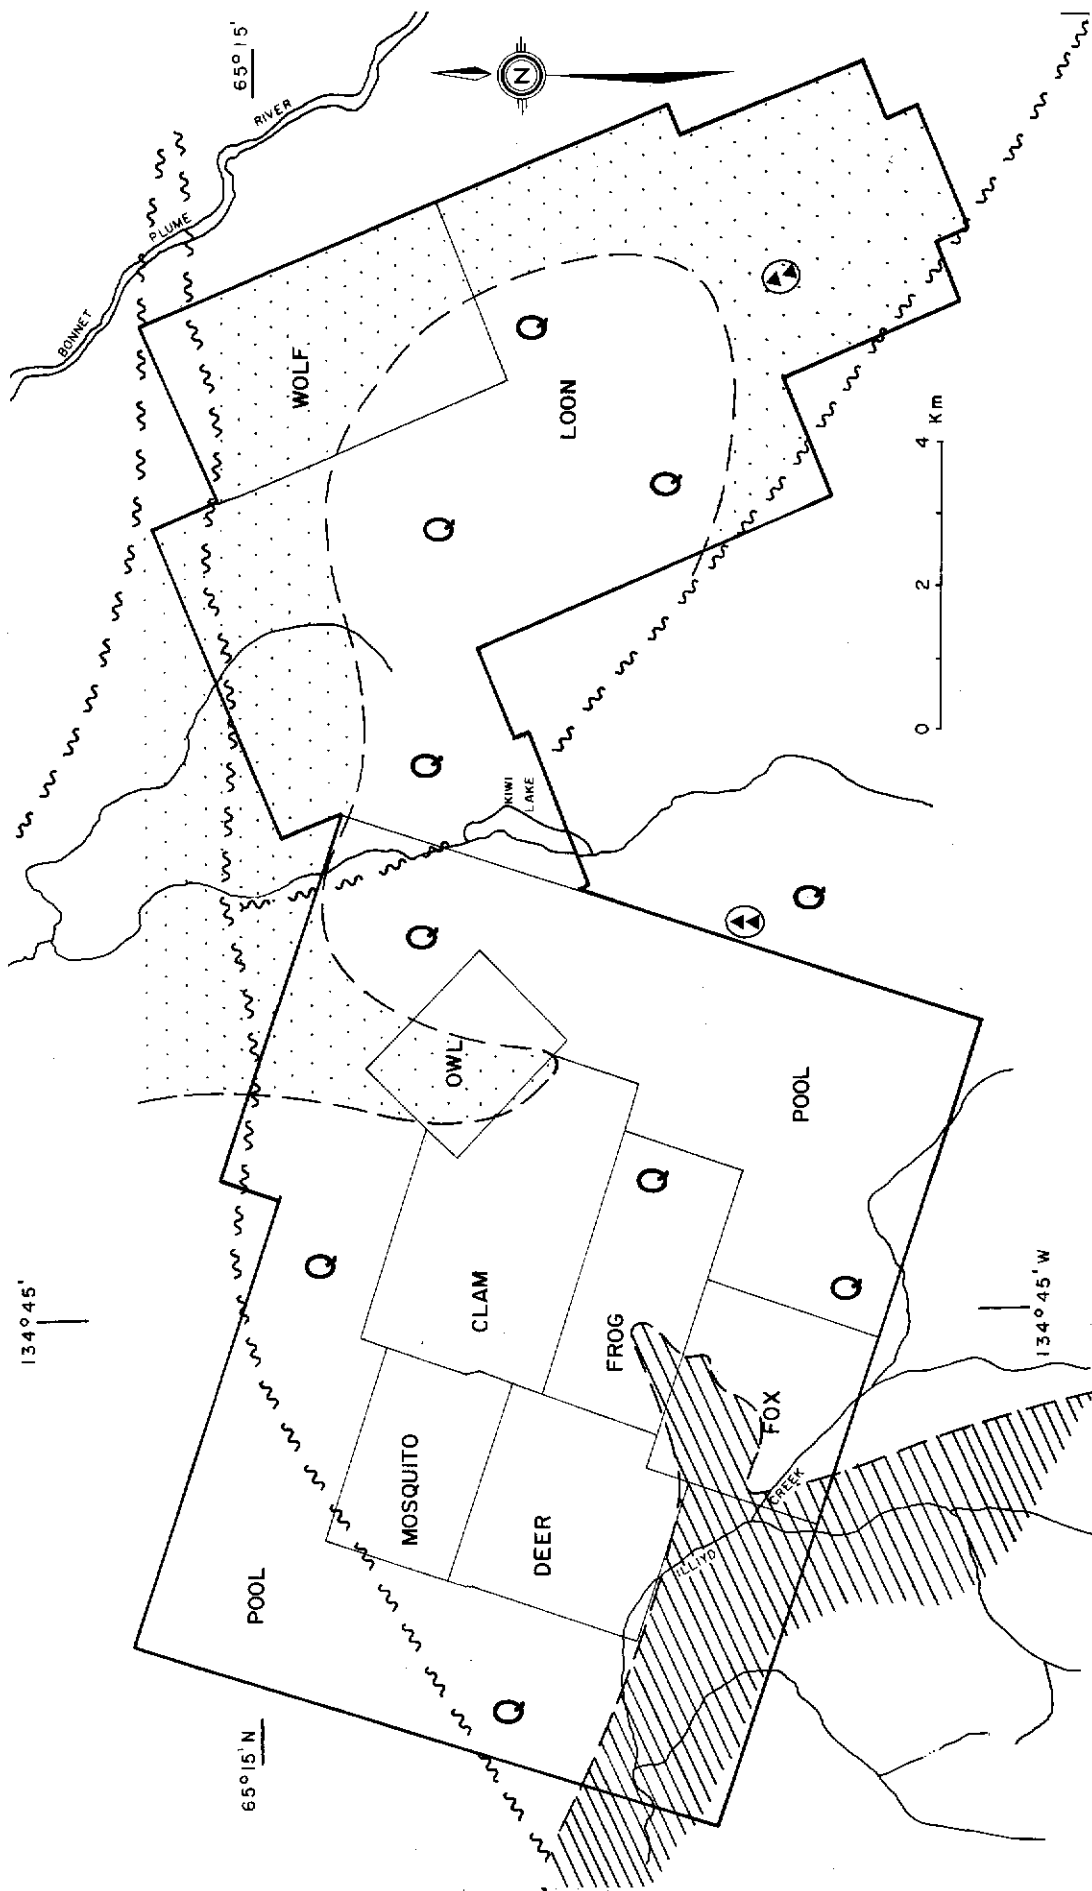 134°45'
65°15'
65°15'N
134°45'W
BONNET
PLUME
RIVER
N
POOL
MOSQUITO
DEER
CLAM
OWL
FROG
FOX
POOL
WOLF
LOON
KIWI
LAKE
ILLIYD
CREEK
Q
Q
Q
Q
Q
Q
Q
Q
Q
Q
0
2
4
Km